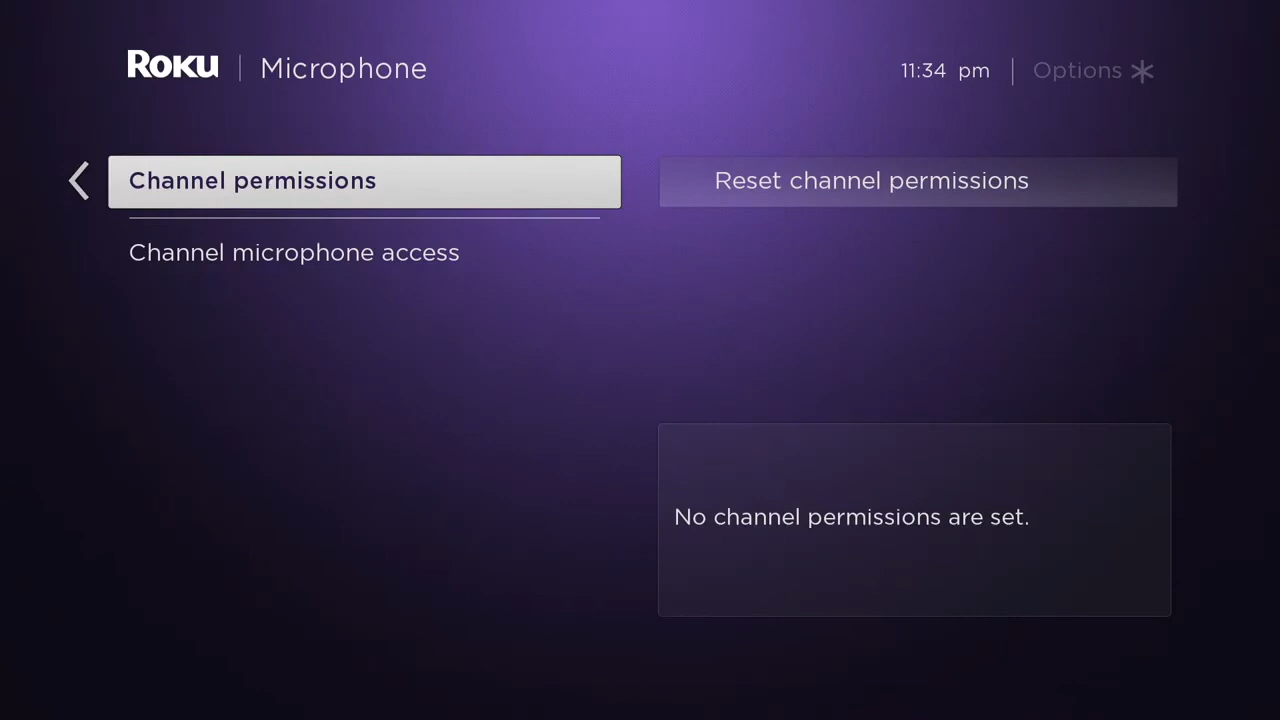 Roku | Microphone
11:34 pm | Options *
Channel permissions
Reset channel permissions
Channel microphone access
No channel permissions are set.